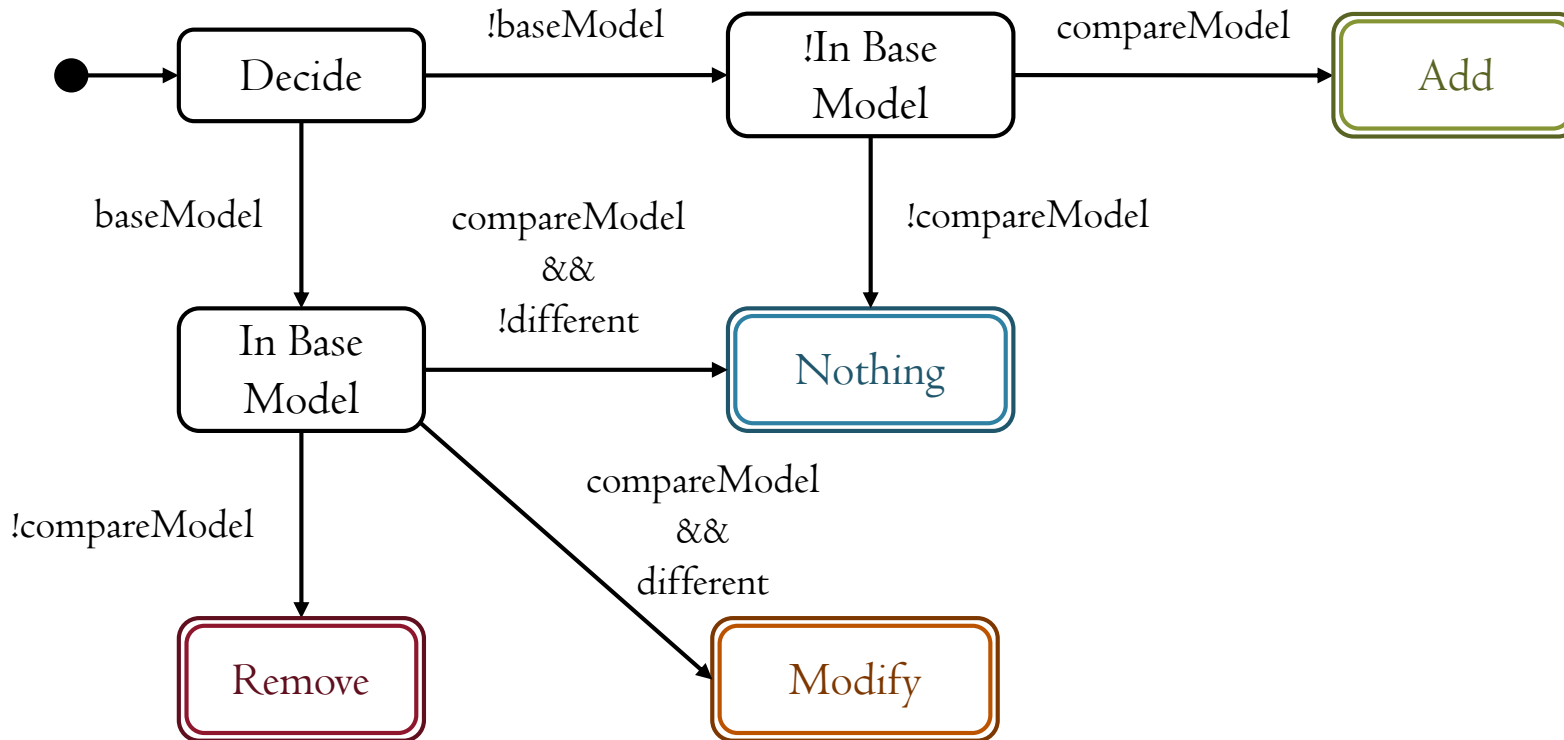 !baseModel
compareModel
Decide
!In Base
Model
Add
baseModel
compareModel
&&
!different
!compareModel
In Base
Model
Nothing
!compareModel
compareModel
&&
different
Remove
Modify